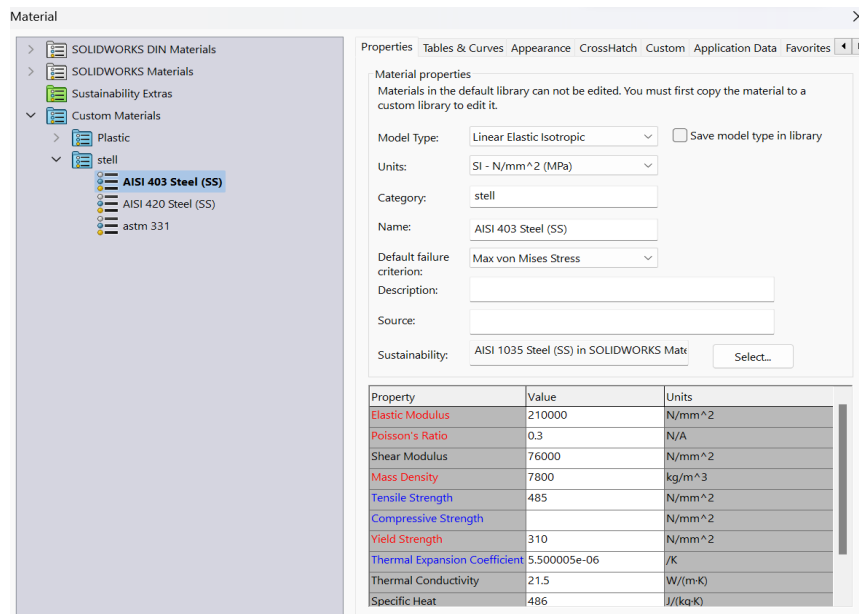 Material
SOLIDWORKS DIN Materials
SOLIDWORKS Materials
Sustainability Extras
Custom Materials
Plastic
stell
AISI 403 Steel (SS)
AISI 420 Steel (SS)
astm 331
Properties Tables & Curves Appearance CrossHatch Custom Application Data Favorites
Material properties
Materials in the default library can not be edited. You must first copy the material to a
custom library to edit it.
Model Type: Linear Elastic Isotropic Save model type in library
Units: SI - N/mm^2 (MPa)
Category: stell
Name: AISI 403 Steel (SS)
Default failure
criterion: Max von Mises Stress
Description:
Source:
Sustainability: AISI 1035 Steel (SS) in SOLIDWORKS Mate Select...
Property Value Units
Elastic Modulus 210000 N/mm^2
Poisson's Ratio 0.3 N/A
Shear Modulus 76000 N/mm^2
Mass Density 7800 kg/m^3
Tensile Strength 485 N/mm^2
Compressive Strength N/mm^2
Yield Strength 310 N/mm^2
Thermal Expansion Coefficient 5.500005e-06 /K
Thermal Conductivity 21.5 W/(m·K)
Specific Heat 486 J/(kg·K)